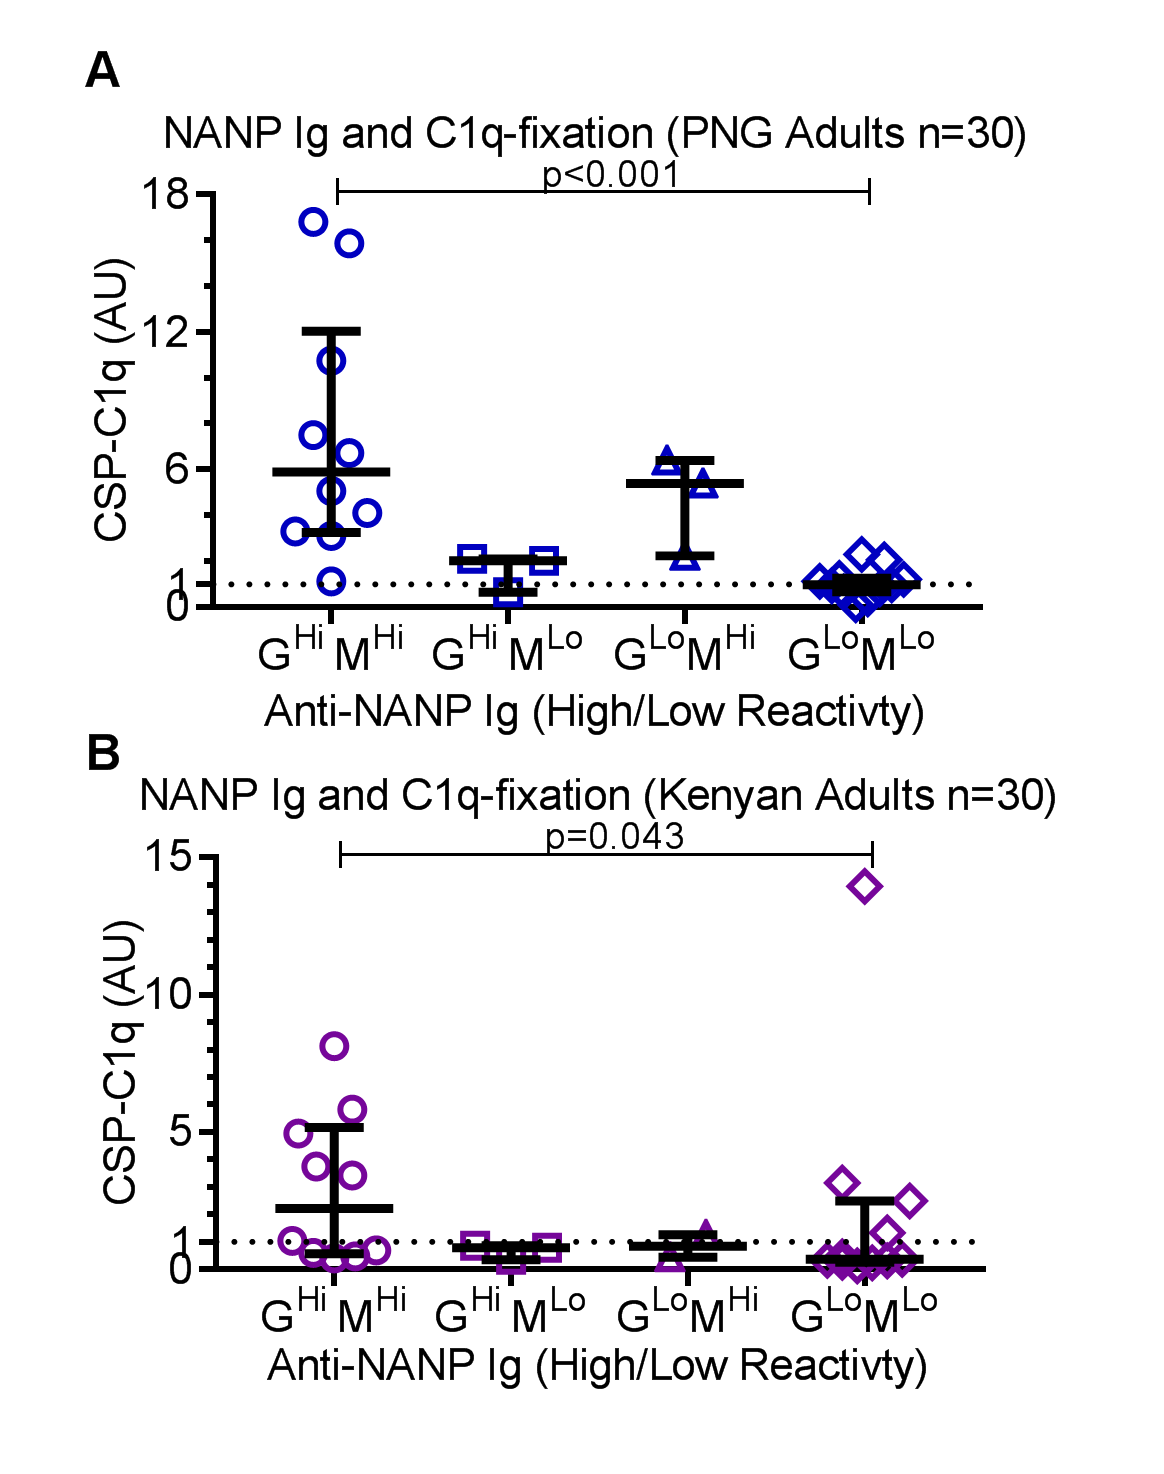 A
NANP Ig and C1q-fixation (PNG Adults n=30)
p<0.001
CSP-C1q (AU)
18
12
6
1
0
G^Hi M^Hi G^Hi M^Lo G^Lo M^Hi G^Lo M^Lo
Anti-NANP Ig (High/Low Reactivty)
B
NANP Ig and C1q-fixation (Kenyan Adults n=30)
p=0.043
CSP-C1q (AU)
15
10
5
1
0
G^Hi M^Hi G^Hi M^Lo G^Lo M^Hi G^Lo M^Lo
Anti-NANP Ig (High/Low Reactivty)